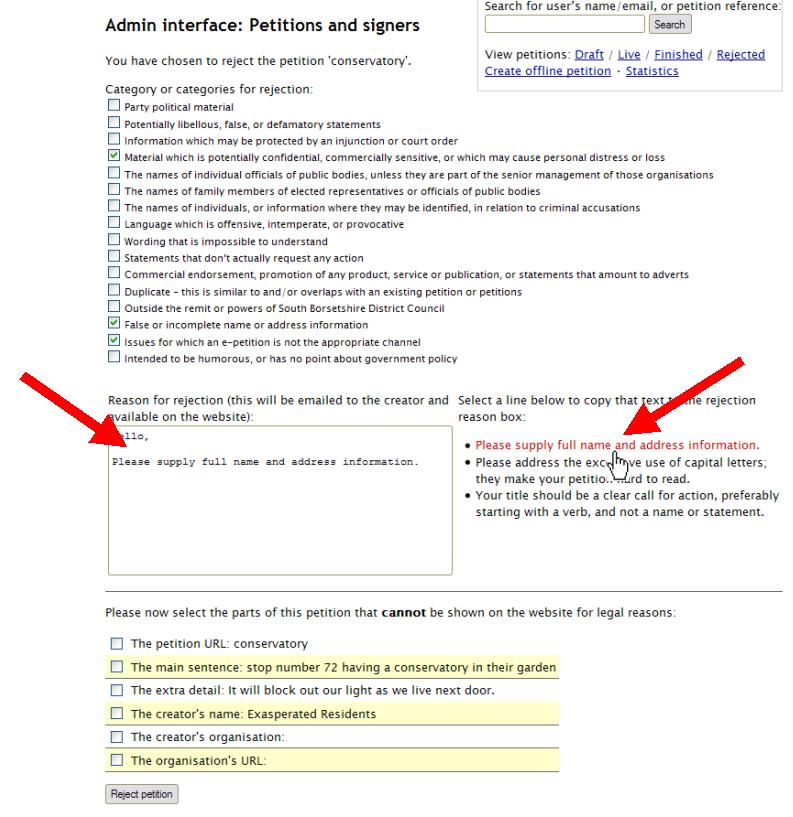 Search for user's name/email, or petition reference:
Admin interface: Petitions and signers
Search
You have chosen to reject the petition 'conservatory'.
View petitions: Draft / Live / Finished / Rejected
Create offline petition · Statistics
Category or categories for rejection:
Party political material
Potentially libellous, false, or defamatory statements
Information which may be protected by an injunction or court order
Material which is potentially confidential, commercially sensitive, or which may cause personal distress or loss
The names of individual officials of public bodies, unless they are part of the senior management of those organisations
The names of family members of elected representatives or officials of public bodies
The names of individuals, or information where they may be identified, in relation to criminal accusations
Language which is offensive, intemperate, or provocative
Wording that is impossible to understand
Statements that don't actually request any action
Commercial endorsement, promotion of any product, service or publication, or statements that amount to adverts
Duplicate - this is similar to and/or overlaps with an existing petition or petitions
Outside the remit or powers of South Borsetshire District Council
False or incomplete name or address information
Issues for which an e-petition is not the appropriate channel
Intended to be humorous, or has no point about government policy
Reason for rejection (this will be emailed to the creator and
available on the website):
Hello,
Please supply full name and address information.
Select a line below to copy that text to the rejection
reason box:
• Please supply full name and address information.
• Please address the excessive use of capital letters;
they make your petition hard to read.
• Your title should be a clear call for action, preferably
starting with a verb, and not a name or statement.
Please now select the parts of this petition that cannot be shown on the website for legal reasons:
The petition URL: conservatory
The main sentence: stop number 72 having a conservatory in their garden
The extra detail: It will block out our light as we live next door.
The creator's name: Exasperated Residents
The creator's organisation:
The organisation's URL:
Reject petition